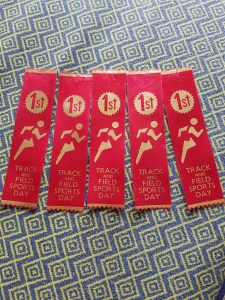 1st 1st 1st 1st 1st
TRACK TRACK TRACK TRACK TRACK
AND AND AND AND AND
FIELD FIELD FIELD FIELD FIELD
SPORTS SPORTS SPORTS SPORTS SPORTS
DAY DAY DAY DAY DAY